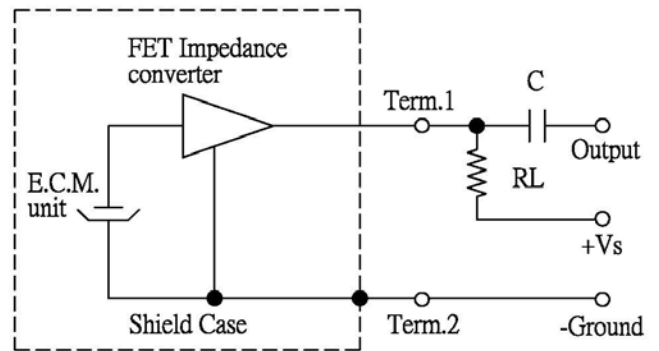 FET Impedance
converter
Term.1
C
Output
E.C.M.
unit
RL
+Vs
Shield Case
Term.2
-Ground